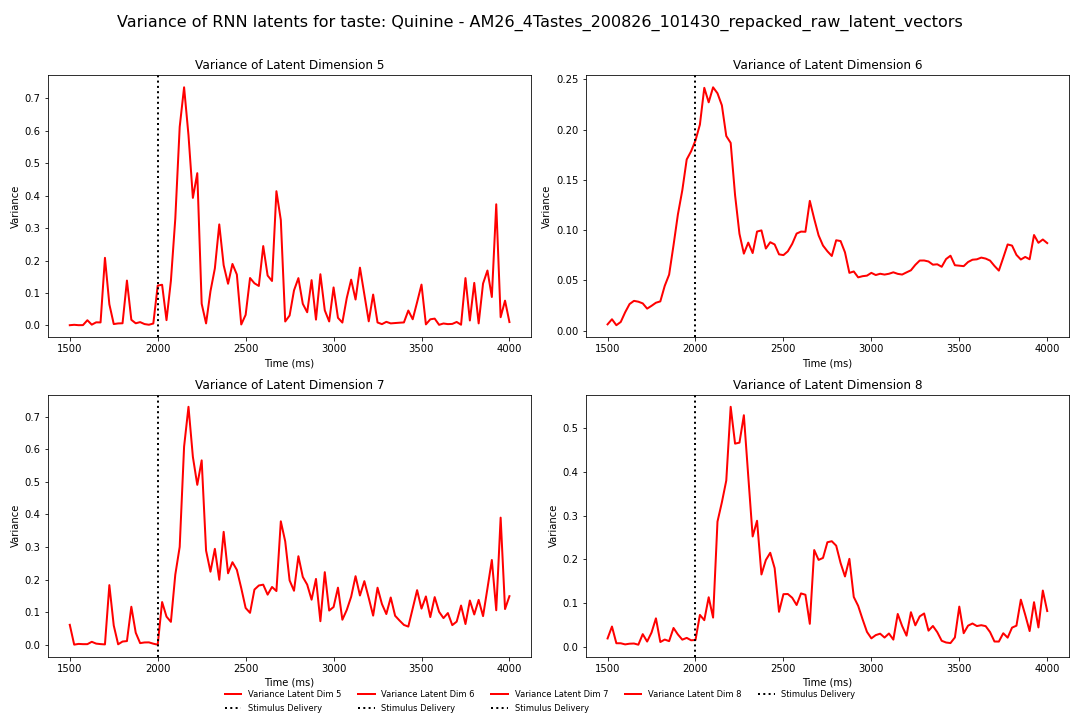 Variance of RNN latents for taste: Quinine - AM26_4Tastes_200826_101430_repacked_raw_latent_vectors
Variance of Latent Dimension 5
Variance
0.7
0.6
0.5
0.4
0.3
0.2
0.1
0.0
1500 2000 2500 3000 3500 4000
Time (ms)
Variance of Latent Dimension 6
Variance
0.25
0.20
0.15
0.10
0.05
0.00
1500 2000 2500 3000 3500 4000
Time (ms)
Variance of Latent Dimension 7
Variance
0.7
0.6
0.5
0.4
0.3
0.2
0.1
0.0
1500 2000 2500 3000 3500 4000
Time (ms)
Variance of Latent Dimension 8
Variance
0.5
0.4
0.3
0.2
0.1
0.0
1500 2000 2500 3000 3500 4000
Time (ms)
Variance Latent Dim 5 Variance Latent Dim 6 Variance Latent Dim 7 Variance Latent Dim 8 Stimulus Delivery
Stimulus Delivery Stimulus Delivery Stimulus Delivery